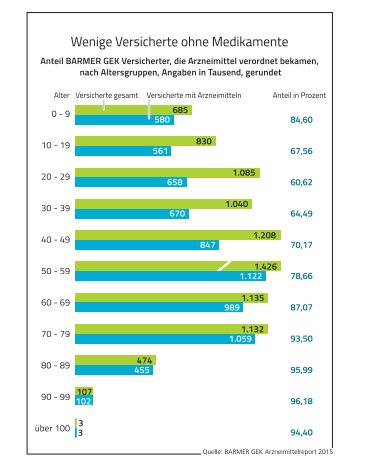 Wenige Versicherte ohne Medikamente
Anteil BARMER GEK Versicherter, die Arzneimittel verordnet bekamen,
nach Altersgruppen, Angaben in Tausend, gerundet
Alter Versicherte gesamt Versicherte mit Arzneimitteln Anteil in Prozent
0 - 9 685 580 84,60
10 - 19 830 561 67,56
20 - 29 1.085 658 60,62
30 - 39 1.040 670 64,49
40 - 49 1.208 847 70,17
50 - 59 1.426 1.122 78,66
60 - 69 1.135 989 87,07
70 - 79 1.132 1.059 93,50
80 - 89 474 455 95,99
90 - 99 107 102 96,18
über 100 3 3 94,40
Quelle: BARMER GEK Arzneimittelreport 2015